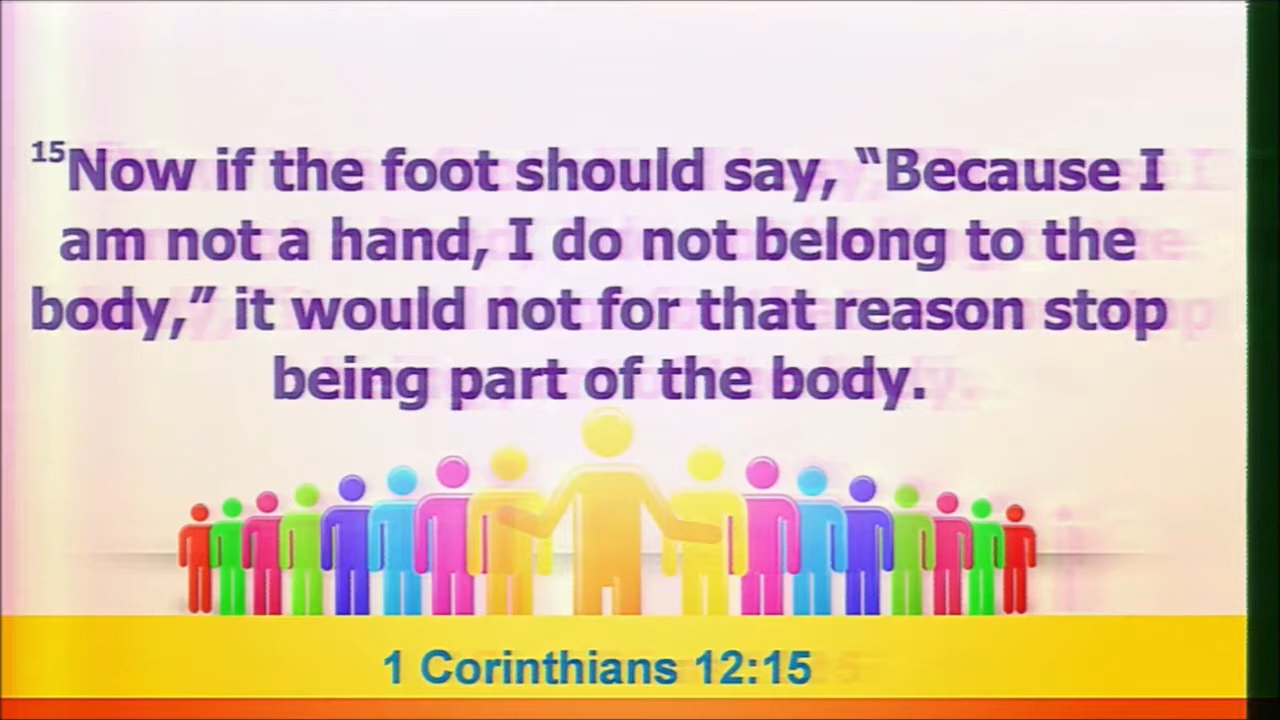 ¹⁵Now if the foot should say, “Because I
am not a hand, I do not belong to the
body,” it would not for that reason stop
being part of the body.
1 Corinthians 12:15